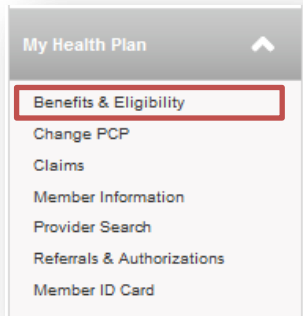 My Health Plan
Benefits & Eligibility
Change PCP
Claims
Member Information
Provider Search
Referrals & Authorizations
Member ID Card